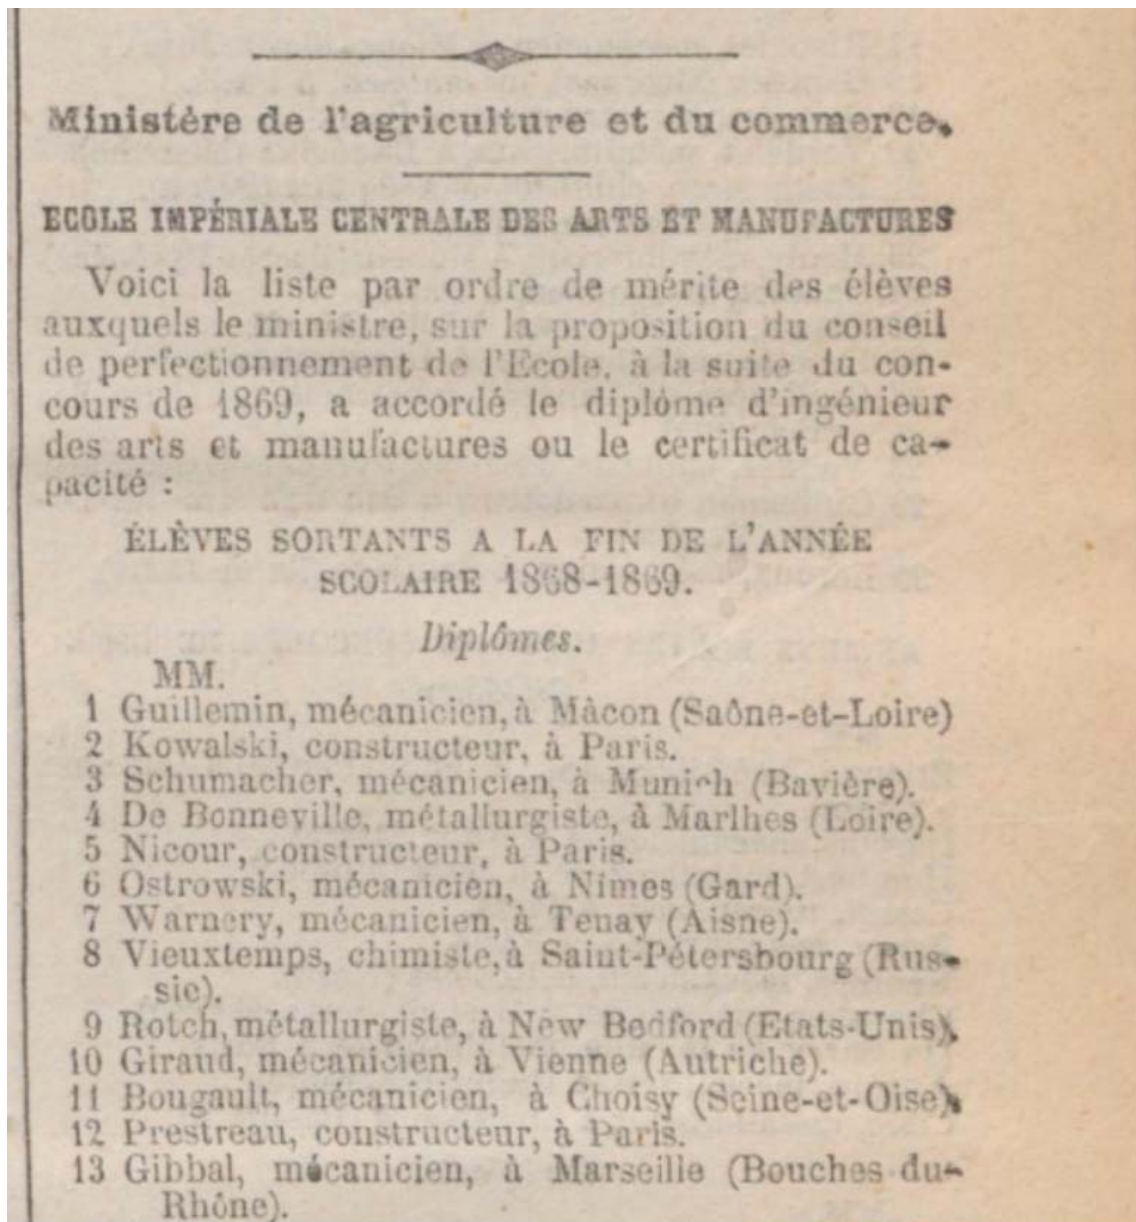 Ministère de l'agriculture et du commerce.
ECOLE IMPÉRIALE CENTRALE DES ARTS ET MANUFACTURES
Voici la liste par ordre de mérite des élèves
auxquels le ministre, sur la proposition du conseil
de perfectionnement de l'Ecole, à la suite du con-
cours de 1869, a accordé le diplôme d'ingénieur
des arts et manufactures ou le certificat de ca-
pacité :
ÉLÈVES SORTANTS A LA FIN DE L'ANNÉE
SCOLAIRE 1868-1869.
Diplômes.
MM.
1 Guillemin, mécanicien, à Mâcon (Saône-et-Loire)
2 Kowalski, constructeur, à Paris.
3 Schumacher, mécanicien, à Munich (Bavière).
4 De Bonneville, métallurgiste, à Marlhes (Loire).
5 Nicour, constructeur, à Paris.
6 Ostrowski, mécanicien, à Nimes (Gard).
7 Warnery, mécanicien, à Tenay (Aisne).
8 Vieuxtemps, chimiste, à Saint-Pétersbourg (Rus-
sie).
9 Rotch, métallurgiste, à New Bedford (Etats-Unis).
10 Giraud, mécanicien, à Vienne (Autriche).
11 Bougault, mécanicien, à Choisy (Seine-et-Oise).
12 Prestreau, constructeur, à Paris.
13 Gibbal, mécanicien, à Marseille (Bouches du-
Rhône).